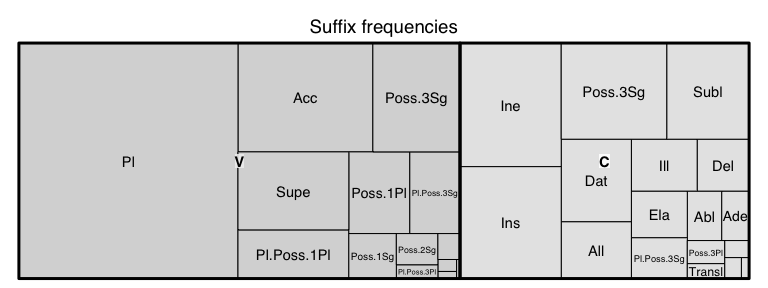 Suffix frequencies
Pl
V
Acc
Poss.3Sg
Supe
Poss.1Pl
Pl.Poss.3Sg
Pl.Poss.1Pl
Poss.1Sg
Poss.2Sg
Pl.Poss.3Pl
Ine
Ins
C
Poss.3Sg
Subl
Dat
Ill
Del
All
Ela
Abl
Ade
Pl.Poss.3Sg
Poss.3Pl
Transl